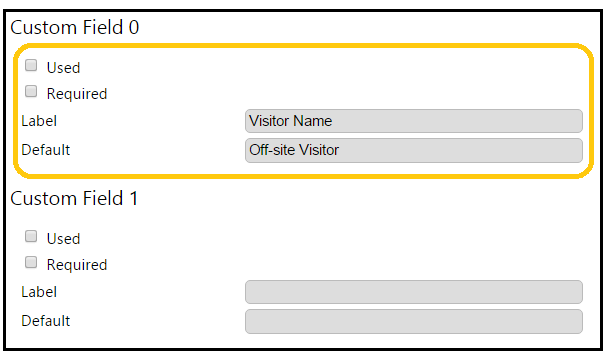 Custom Field 0
Used
Required
Label Visitor Name
Default Off-site Visitor
Custom Field 1
Used
Required
Label
Default